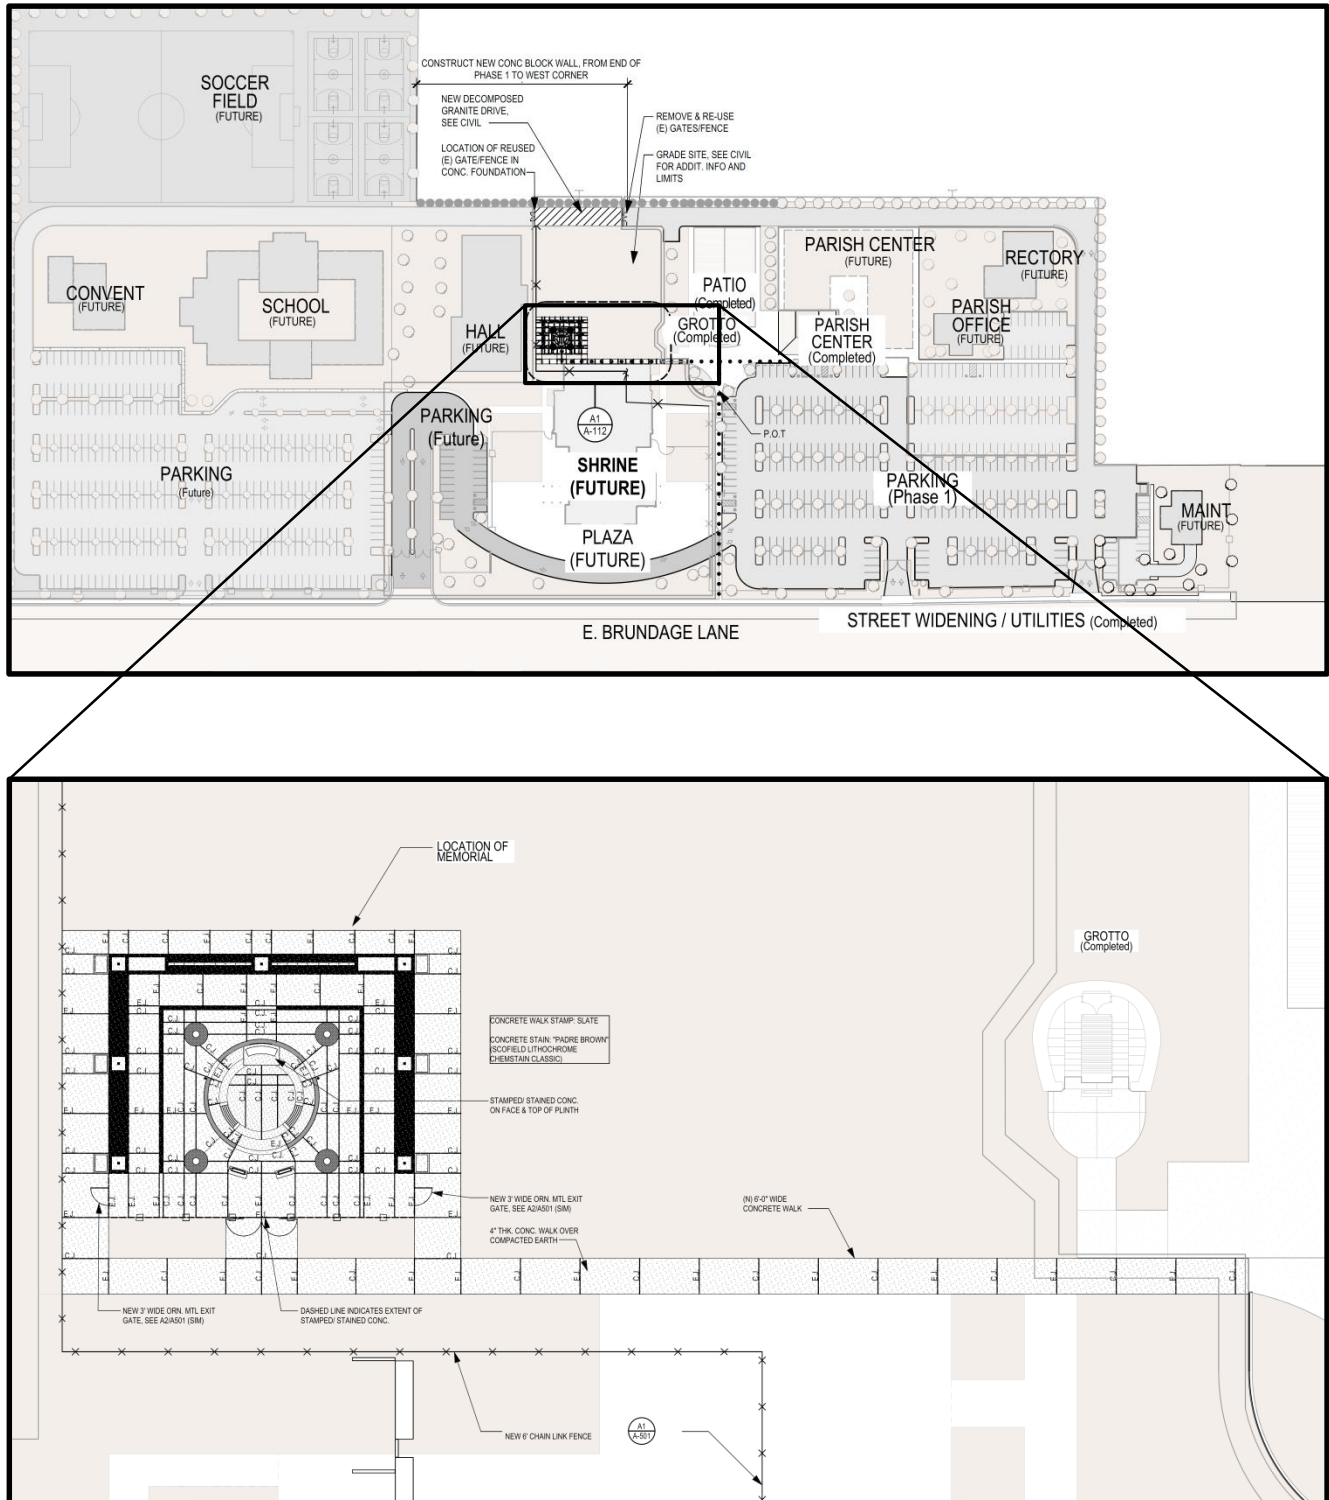 SOCCER
FIELD
(FUTURE)
CONSTRUCT NEW CONC BLOCK WALL, FROM END OF
PHASE 1 TO WEST CORNER
NEW DECOMPOSED
GRANITE DRIVE,
SEE CIVIL
LOCATION OF REUSED
(E) GATE/FENCE IN
CONC. FOUNDATION
REMOVE & RE-USE
(E) GATES/FENCE
GRADE SITE, SEE CIVIL
FOR ADDIT. INFO AND
LIMITS
CONVENT
(FUTURE)
SCHOOL
(FUTURE)
HALL
(FUTURE)
PATIO
(Completed)
GROTTO
(Completed)
PARISH CENTER
(FUTURE)
RECTORY
(FUTURE)
PARISH
OFFICE
(FUTURE)
PARISH
CENTER
(Completed)
PARKING
(Future)
PARKING
(Future)
A1
A-112
P.O.T
SHRINE
(FUTURE)
PLAZA
(FUTURE)
PARKING
(Phase 1)
MAINT
(FUTURE)
E. BRUNDAGE LANE
STREET WIDENING / UTILITIES (Completed)
LOCATION OF
MEMORIAL
GROTTO
(Completed)
CONCRETE WALK STAMP: SLATE
CONCRETE STAIN: "PADRE BROWN"
(SCOFIELD LITHOCHROME
CHEMSTAIN CLASSIC)
STAMPED/ STAINED CONC.
ON FACE & TOP OF PLINTH
NEW 3' WIDE ORN. MTL EXIT
GATE, SEE A2/A501 (SIM)
4" THK. CONC. WALK OVER
COMPACTED EARTH
(N) 6'-0" WIDE
CONCRETE WALK
NEW 3' WIDE ORN. MTL EXIT
GATE, SEE A2/A501 (SIM)
DASHED LINE INDICATES EXTENT OF
STAMPED/ STAINED CONC.
NEW 6' CHAIN LINK FENCE
A1
A-501